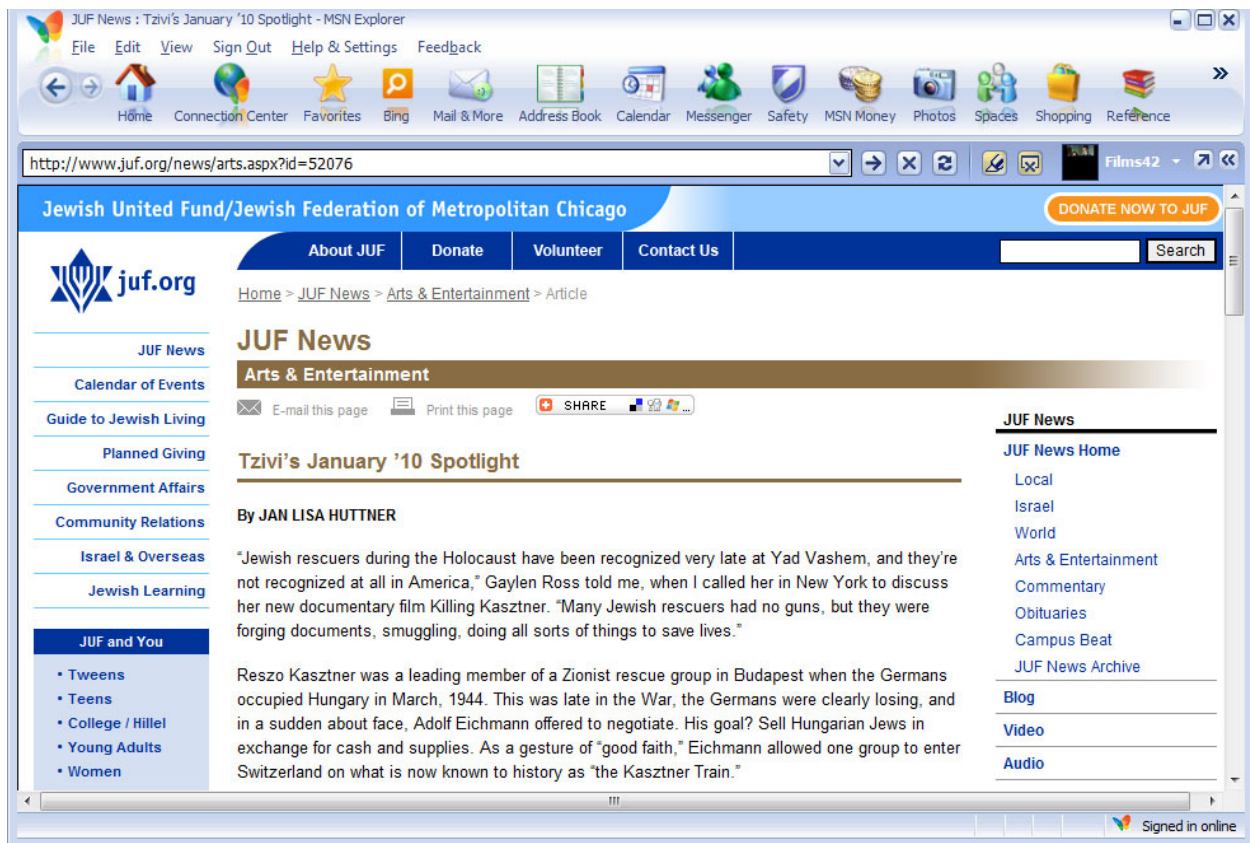 JUF News : Tzivi's January '10 Spotlight - MSN Explorer
File Edit View Sign Out Help & Settings Feedback
Home Connection Center Favorites Bing Mail & More Address Book Calendar Messenger Safety MSN Money Photos Spaces Shopping Reference
http://www.juf.org/news/arts.aspx?id=52076
Films42
Jewish United Fund/Jewish Federation of Metropolitan Chicago
DONATE NOW TO JUF
About JUF Donate Volunteer Contact Us
Search
juf.org
Home > JUF News > Arts & Entertainment > Article
JUF News
Calendar of Events
Guide to Jewish Living
Planned Giving
Government Affairs
Community Relations
Israel & Overseas
Jewish Learning
JUF and You
• Tweens
• Teens
• College / Hillel
• Young Adults
• Women
JUF News
Arts & Entertainment
E-mail this page Print this page SHARE ...
Tzivi's January '10 Spotlight
By JAN LISA HUTTNER
“Jewish rescuers during the Holocaust have been recognized very late at Yad Vashem, and they're
not recognized at all in America,” Gaylen Ross told me, when I called her in New York to discuss
her new documentary film Killing Kasztner. “Many Jewish rescuers had no guns, but they were
forging documents, smuggling, doing all sorts of things to save lives.”
Reszo Kasztner was a leading member of a Zionist rescue group in Budapest when the Germans
occupied Hungary in March, 1944. This was late in the War, the Germans were clearly losing, and
in a sudden about face, Adolf Eichmann offered to negotiate. His goal? Sell Hungarian Jews in
exchange for cash and supplies. As a gesture of “good faith,” Eichmann allowed one group to enter
Switzerland on what is now known to history as “the Kasztner Train.”
JUF News
JUF News Home
Local
Israel
World
Arts & Entertainment
Commentary
Obituaries
Campus Beat
JUF News Archive
Blog
Video
Audio
Signed in online